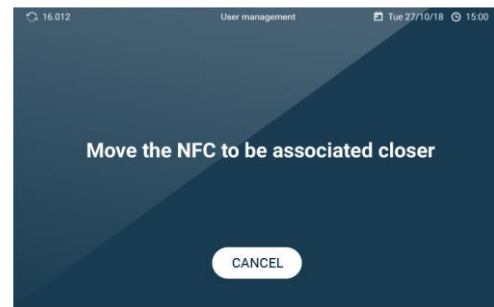 16.012 User management Tue 27/10/18 15:00
Move the NFC to be associated closer
CANCEL